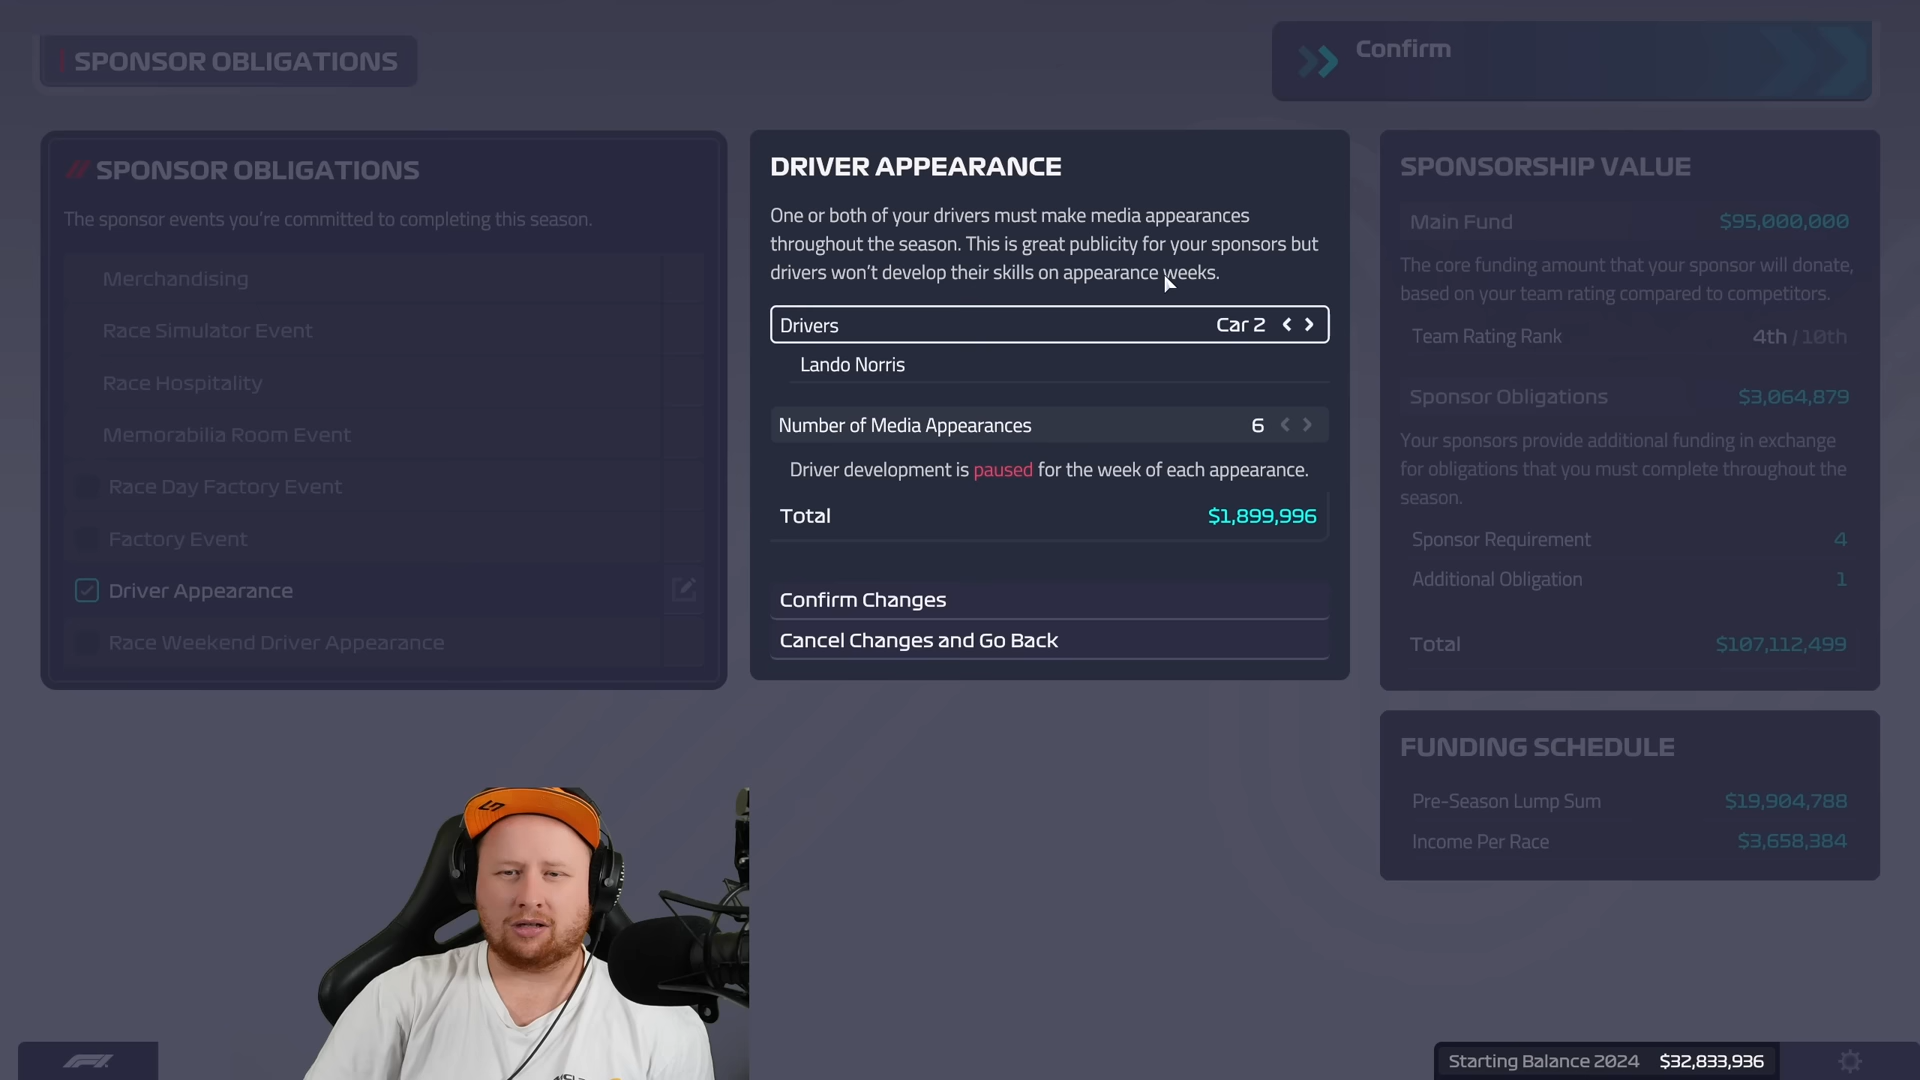 SPONSOR OBLIGATIONS
Confirm
SPONSOR OBLIGATIONS
The sponsor events you're committed to completing this season.
Merchandising
Race Simulator Event
Race Hospitality
Memorabilia Room Event
Race Day Factory Event
Factory Event
Driver Appearance
Race Weekend Driver Appearance
DRIVER APPEARANCE
One or both of your drivers must make media appearances
throughout the season. This is great publicity for your sponsors but
drivers won't develop their skills on appearance weeks.
Drivers Car 2
Lando Norris
Number of Media Appearances 6
Driver development is paused for the week of each appearance.
Total $1,899,996
Confirm Changes
Cancel Changes and Go Back
SPONSORSHIP VALUE
Main Fund $95,000,000
The core funding amount that your sponsor will donate,
based on your team rating compared to competitors.
Team Rating Rank 4th / 10th
Sponsor Obligations $3,064,879
Your sponsors provide additional funding in exchange
for obligations that you must complete throughout the
season.
Sponsor Requirement 4
Additional Obligation 1
Total $107,112,499
FUNDING SCHEDULE
Pre-Season Lump Sum $19,904,788
Income Per Race $3,658,384
F1
Starting Balance 2024 $32,833,936